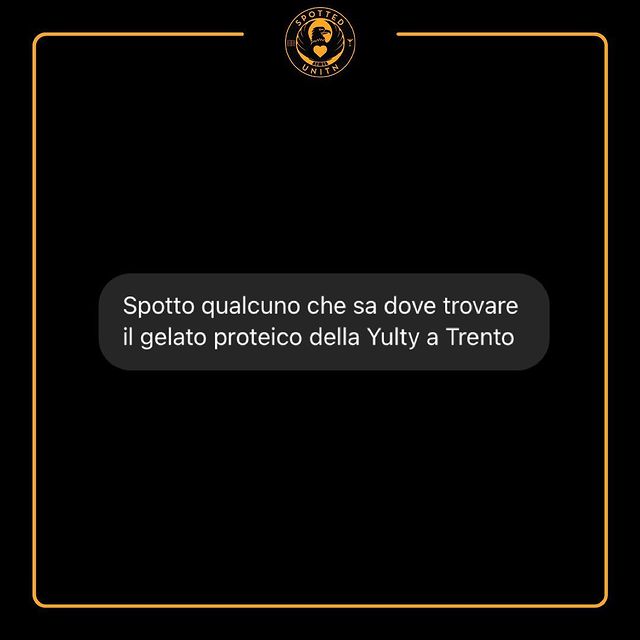 SPOTTED
UNITN
Spotto qualcuno che sa dove trovare
il gelato proteico della Yulty a Trento